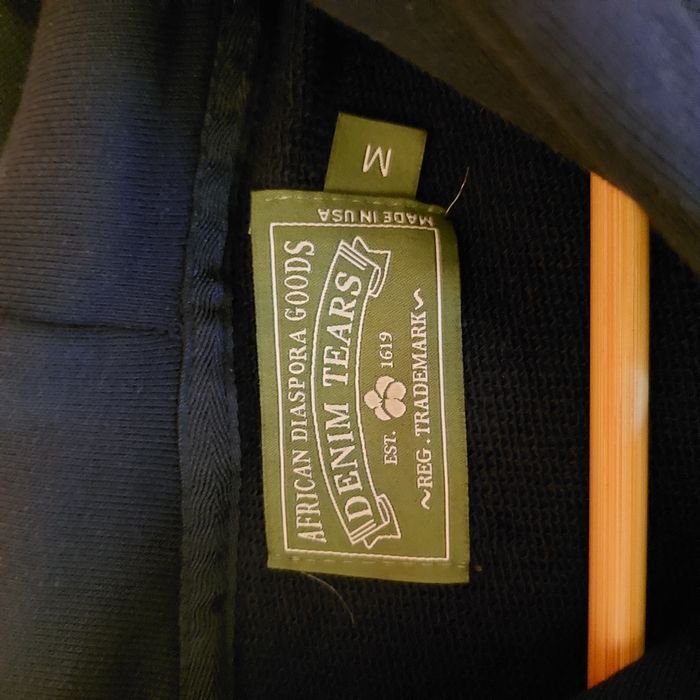 M
MADE IN USA
AFRICAN DIASPORA GOODS
DENIM TEARS
EST. 1619
~REG.TRADEMARK~